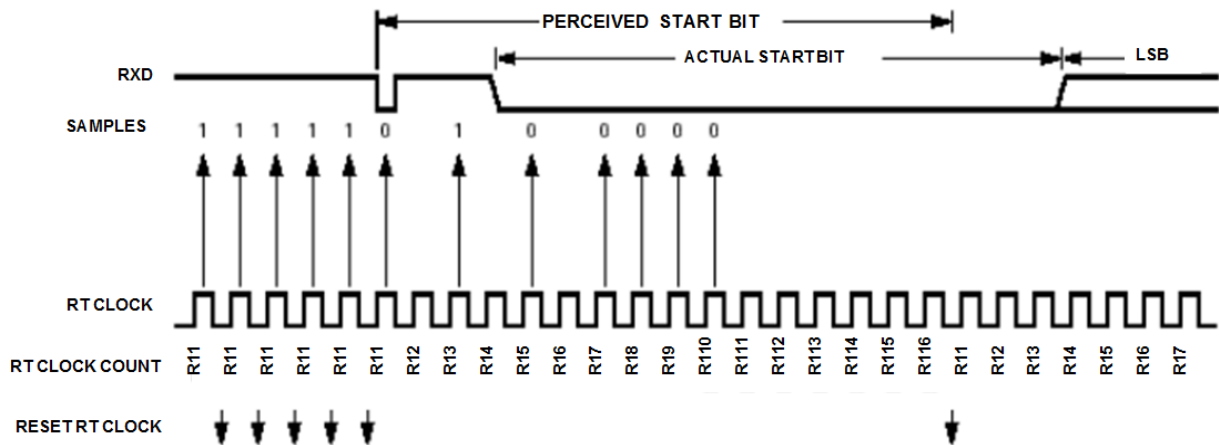 PERCEIVED START BIT
ACTUAL STARTBIT
LSB
RXD
SAMPLES 1 1 1 1 1 0 1 0 0 0 0 0
RT CLOCK
RT CLOCK COUNT R11 R11 R11 R11 R11 R11 R12 R13 R14 R15 R16 R17 R18 R19 R110 R111 R112 R113 R114 R115 R116 R11 R12 R13 R14 R15 R16 R17
RESET RT CLOCK